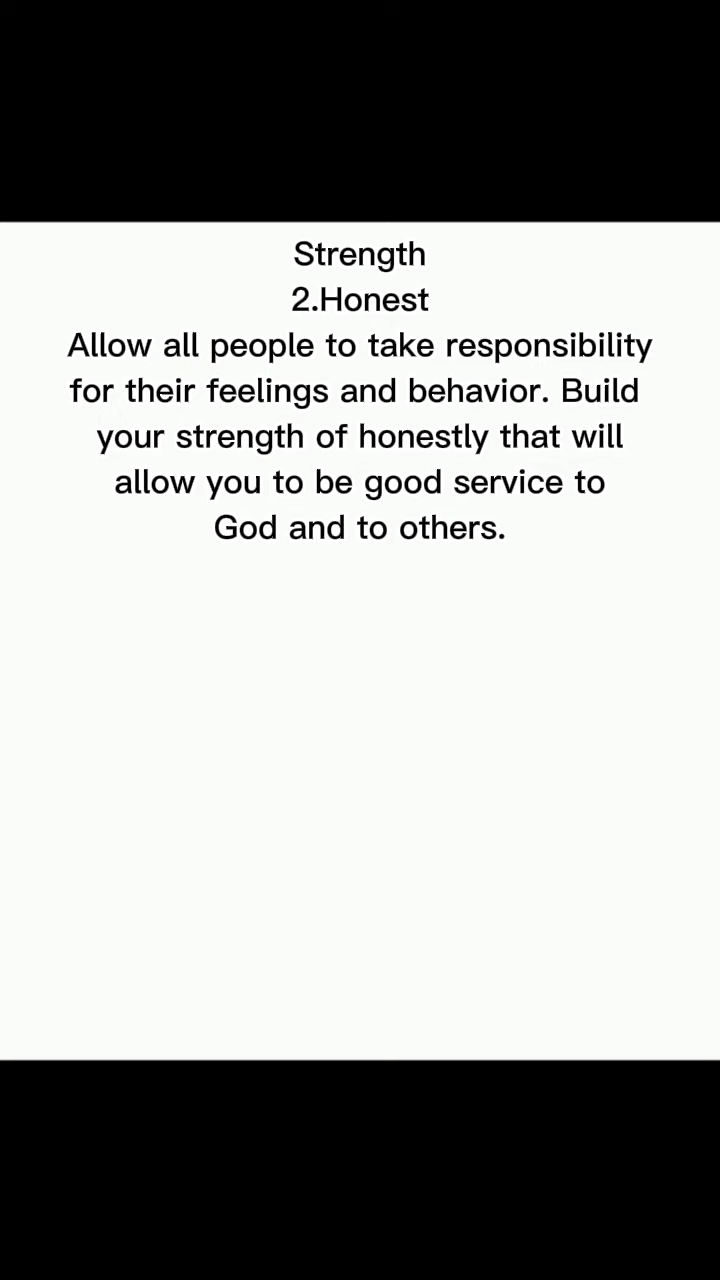 Strength
2.Honest
Allow all people to take responsibility
for their feelings and behavior. Build
your strength of honestly that will
allow you to be good service to
God and to others.